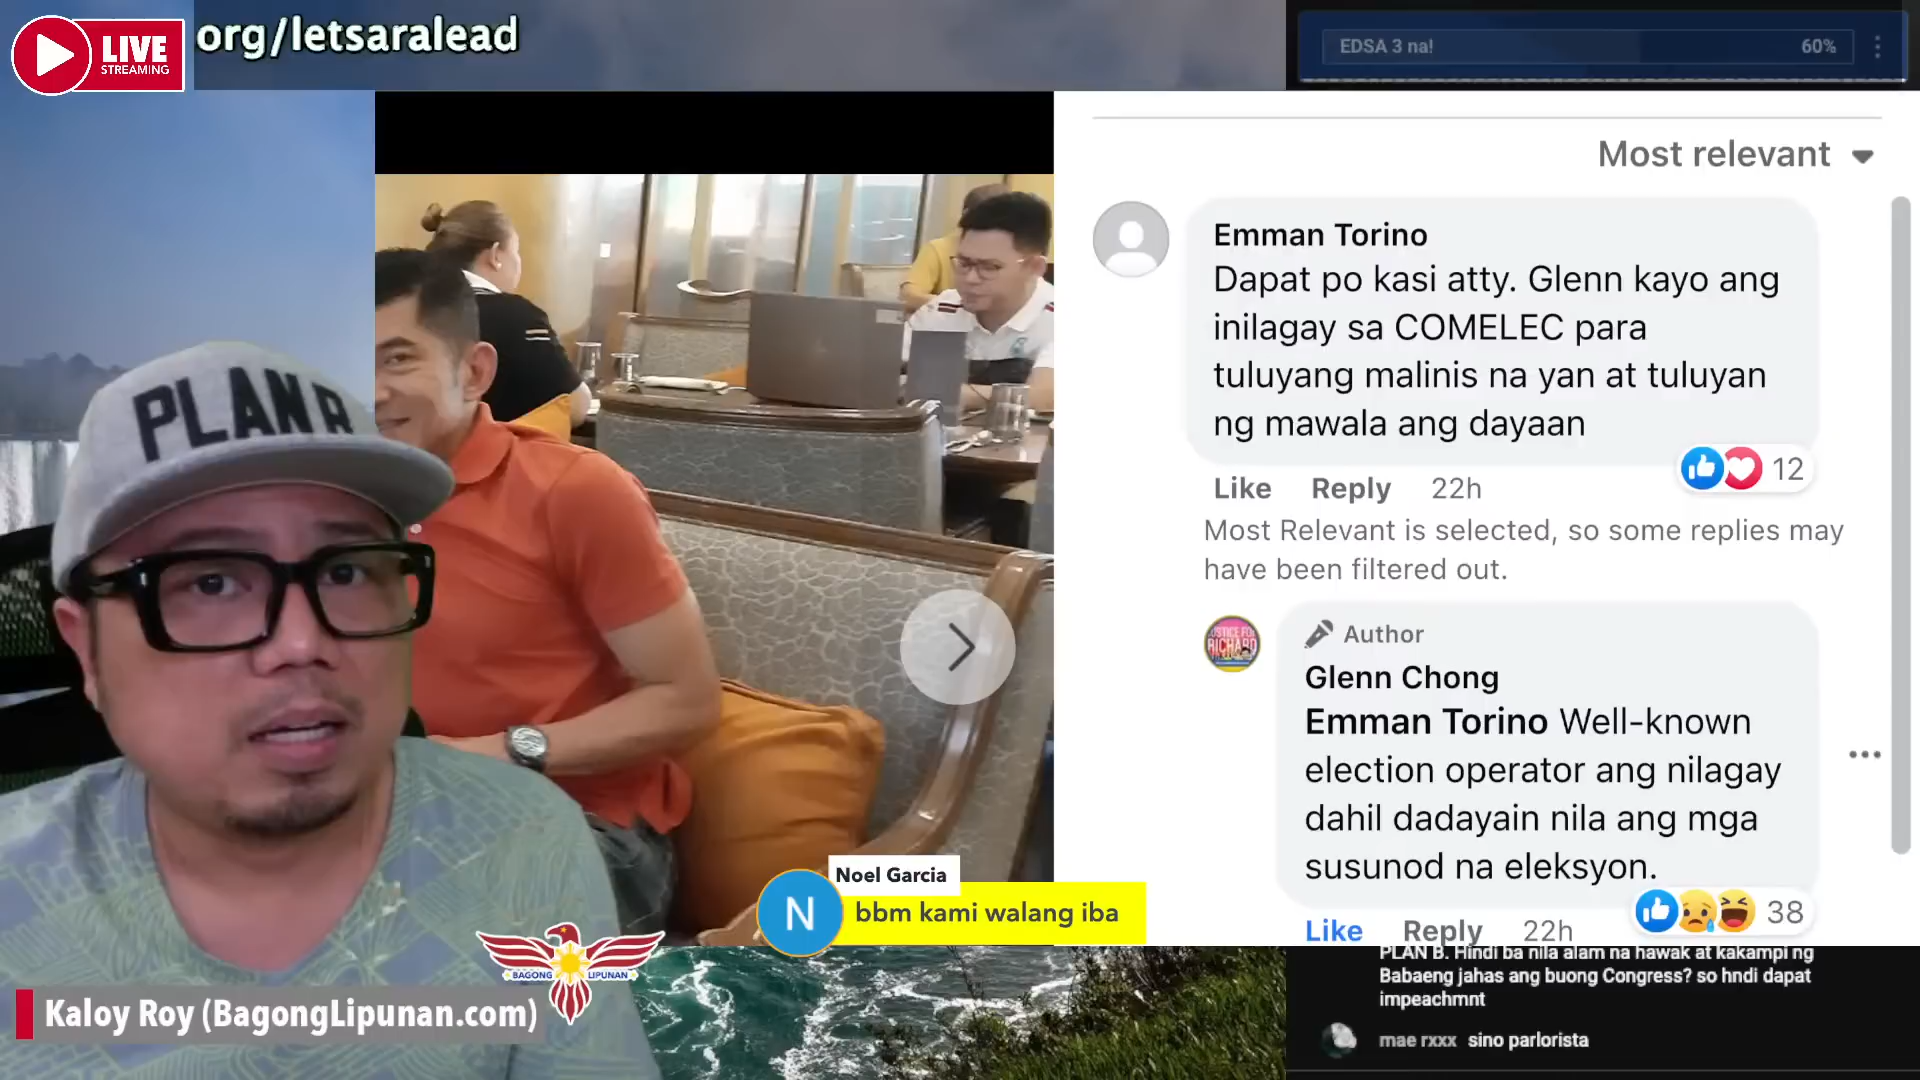 LIVE
STREAMING
org/letsaralead
EDSA 3 na!
60%
Most relevant
Emman Torino
Dapat po kasi atty. Glenn kayo ang
inilagay sa COMELEC para
tuluyang malinis na yan at tuluyan
ng mawala ang dayaan
12
Like Reply 22h
Most Relevant is selected, so some replies may
have been filtered out.
JUSTICE FOR
RICHARD
Author
Glenn Chong
Emman Torino Well-known
election operator ang nilagay
dahil dadayain nila ang mga
susunod na eleksyon.
38
Like Reply 22h
PLAN B
N
Noel Garcia
bbm kami walang iba
BAGONG LIPUNAN
Kaloy Roy (BagongLipunan.com)
PLAN B. Hindi ba nila alam na hawak at kakampi ng
Babaeng jahas ang buong Congress? so hndi dapat
impeachmnt
mae rxxx sino parlorista